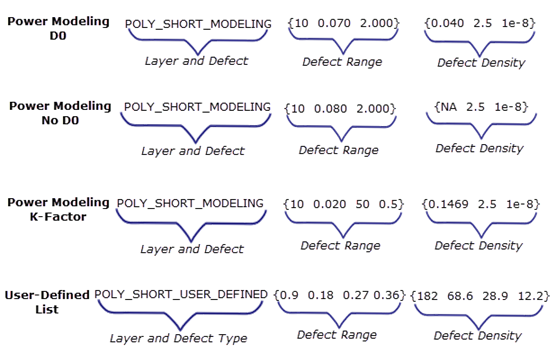 Power Modeling D0
POLY_SHORT_MODELING {10 0.070 2.000} {0.040 2.5 1e-8}
Layer and Defect Defect Range Defect Density
Power Modeling No D0
POLY_SHORT_MODELING {10 0.080 2.000} {NA 2.5 1e-8}
Layer and Defect Defect Range Defect Density
Power Modeling K-Factor
POLY_SHORT_MODELING {10 0.020 50 0.5} {0.1469 2.5 1e-8}
Layer and Defect Defect Range Defect Density
User-Defined List
POLY_SHORT_USER_DEFINED {0.9 0.18 0.27 0.36} {182 68.6 28.9 12.2}
Layer and Defect Type Defect Range Defect Density